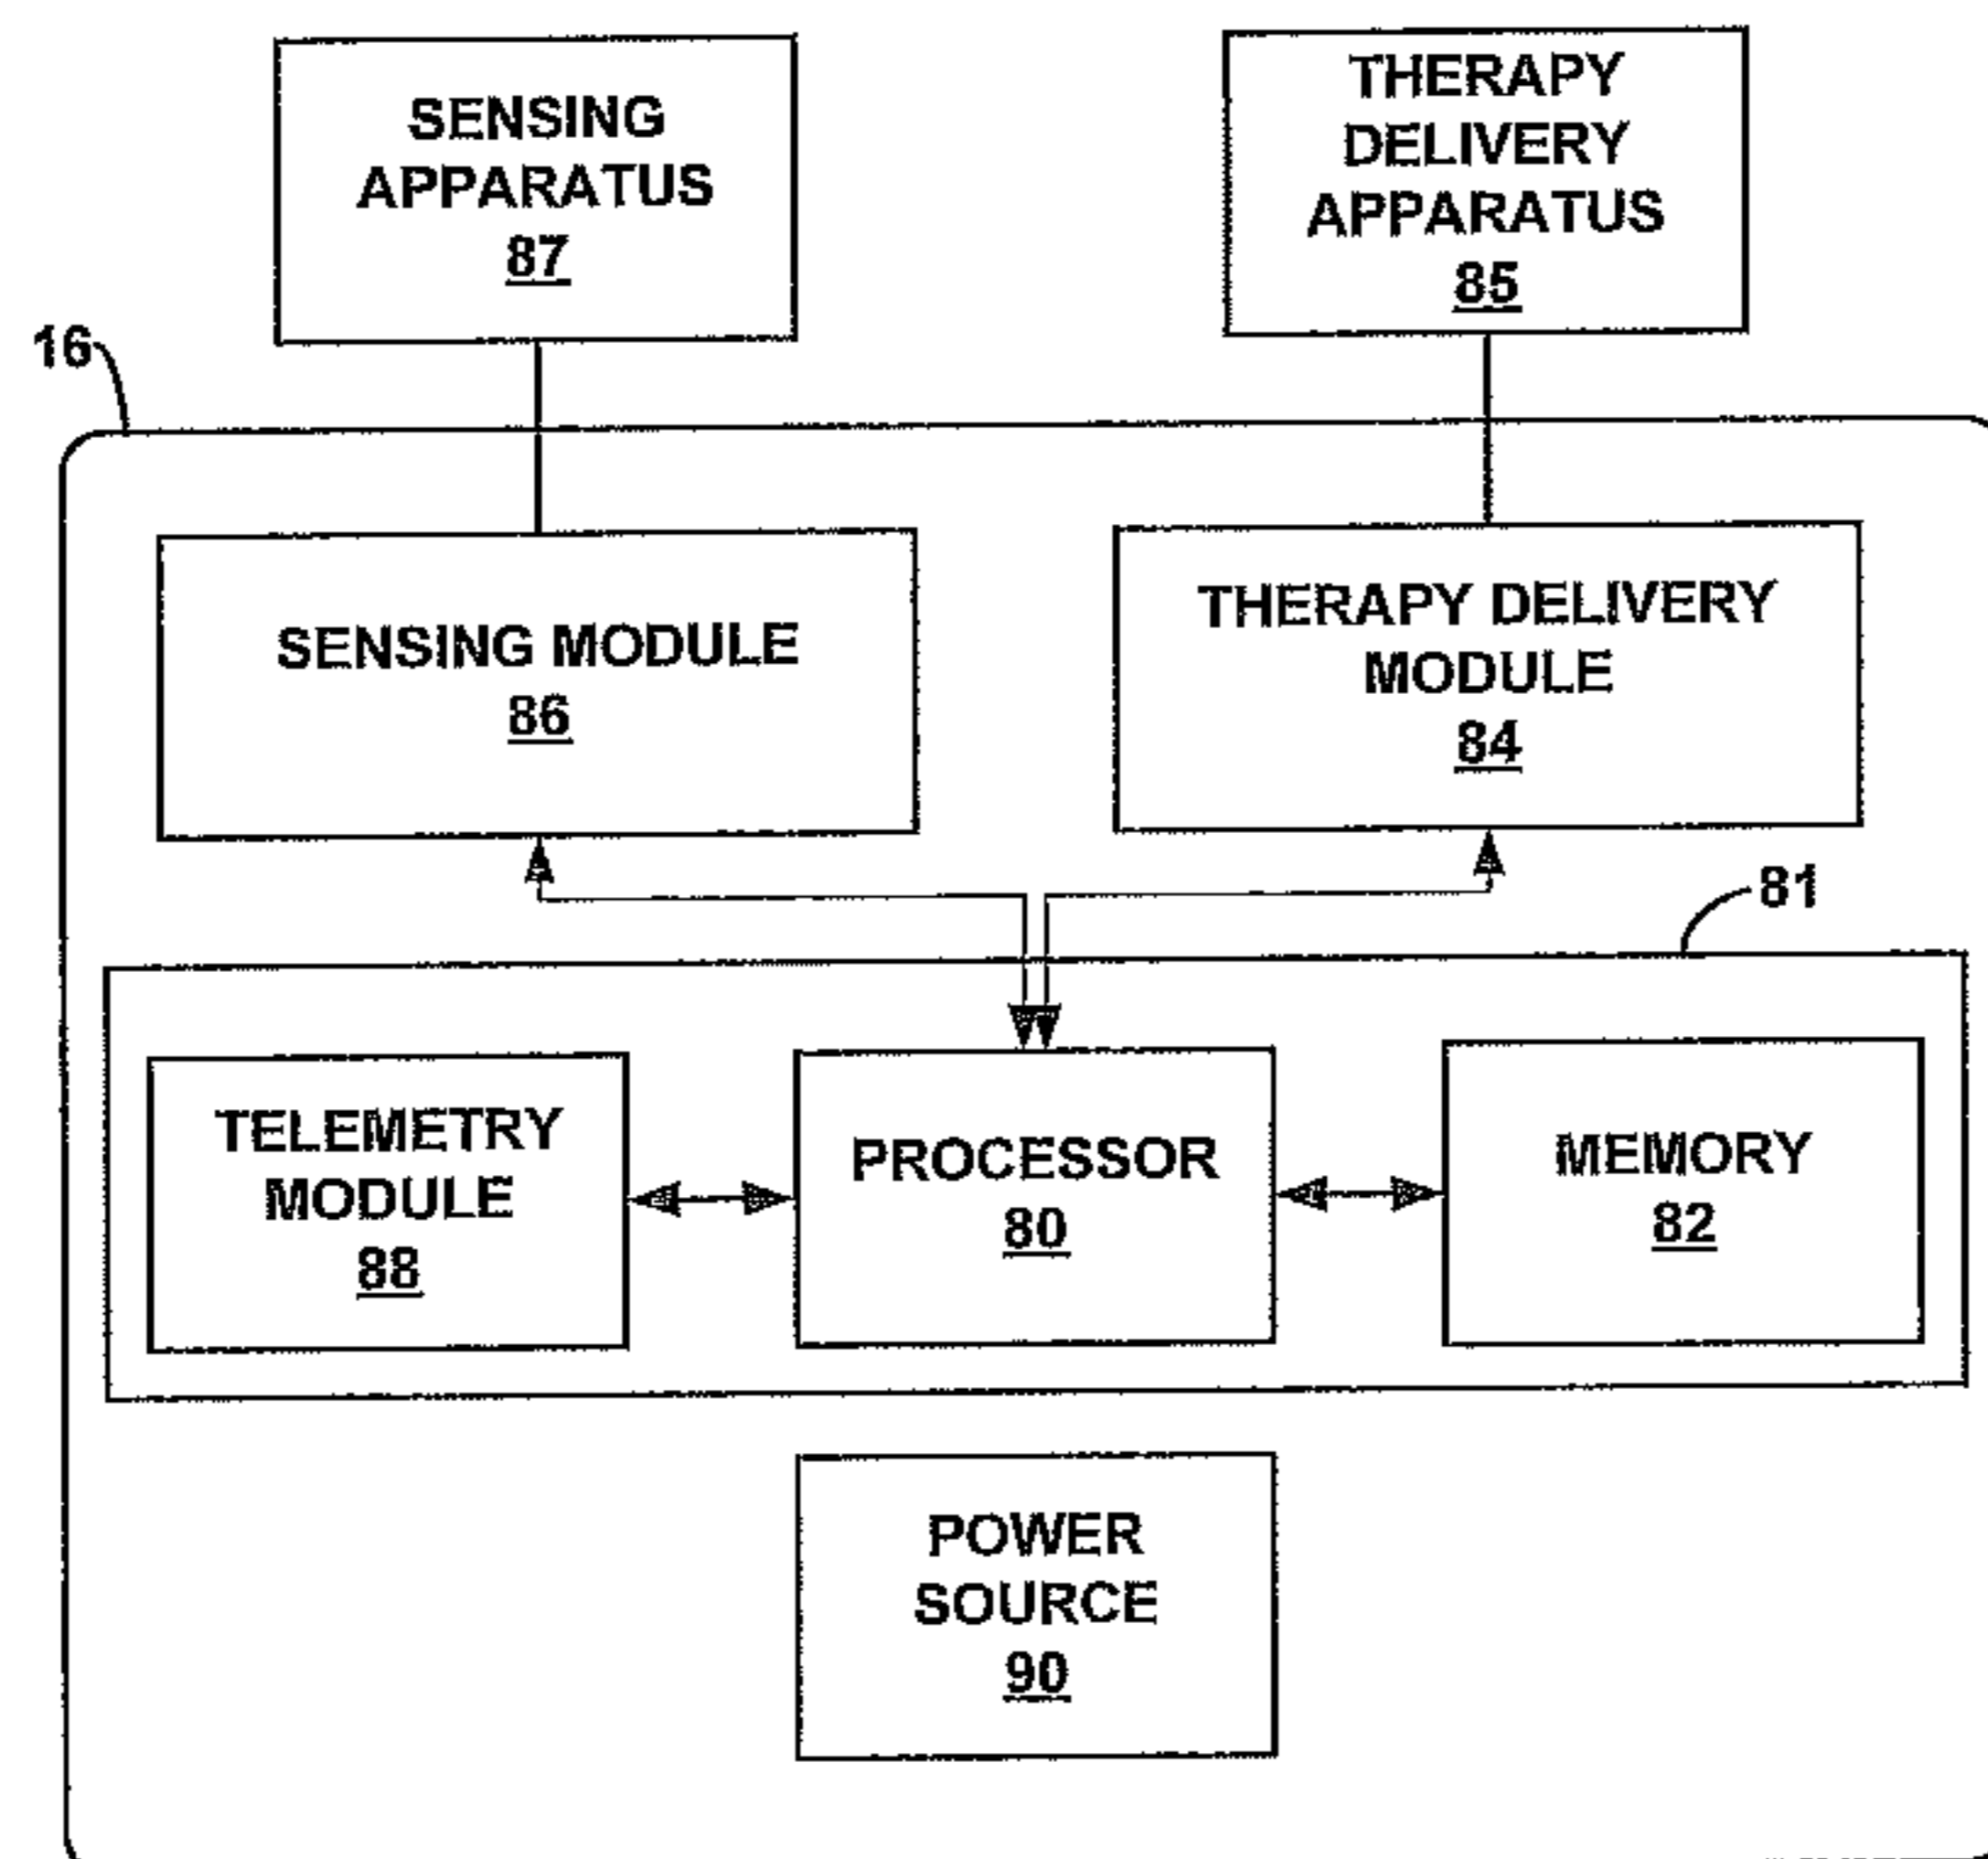 SENSING
APPARATUS
87
THERAPY
DELIVERY
APPARATUS
85
16
SENSING MODULE
86
THERAPY DELIVERY
MODULE
84
81
TELEMETRY
MODULE
88
PROCESSOR
80
MEMORY
82
POWER
SOURCE
90